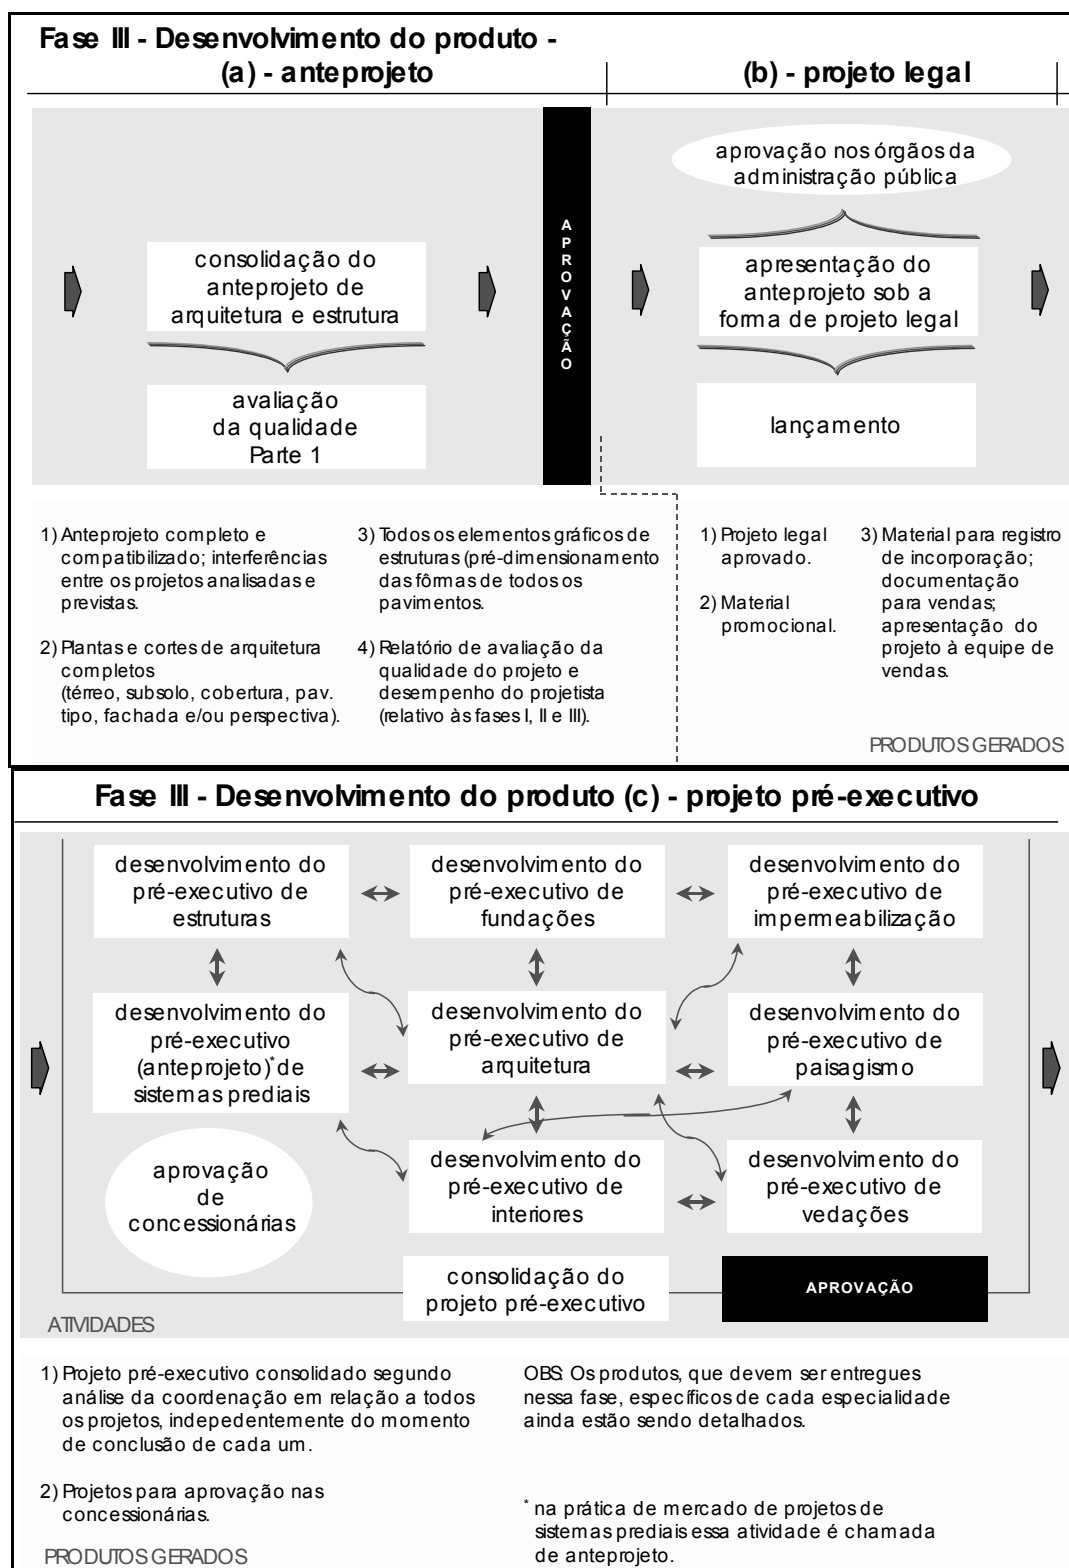 Fase III - Desenvolvimento do produto -
(a) - anteprojeto
(b) - projeto legal
consolidação do
anteprojeto de
arquitetura e estrutura
avaliação
da qualidade
Parte 1
APROVAÇÃO
aprovação nos órgãos da
administração pública
apresentação do
anteprojeto sob a
forma de projeto legal
lançamento
1) Anteprojeto completo e
compatibilizado; interferências
entre os projetos analisadas e
previstas.
2) Plantas e cortes de arquitetura
completos
(térreo, subsolo, cobertura, pav.
tipo, fachada e/ou perspectiva).
3) Todos os elementos gráficos de
estruturas (pré-dimensionamento
das fôrmas de todos os
pavimentos.
4) Relatório de avaliação da
qualidade do projeto e
desempenho do projetista
(relativo às fases I, II e III).
1) Projeto legal
aprovado.
2) Material
promocional.
3) Material para registro
de incorporação;
documentação
para vendas;
apresentação do
projeto à equipe de
vendas.
PRODUTOS GERADOS
Fase III - Desenvolvimento do produto (c) - projeto pré-executivo
desenvolvimento do
pré-executivo de
estruturas
desenvolvimento do
pré-executivo de
fundações
desenvolvimento do
pré-executivo de
impermeabilização
desenvolvimento do
pré-executivo
(anteprojeto)* de
sistemas prediais
desenvolvimento do
pré-executivo de
arquitetura
desenvolvimento do
pré-executivo de
paisagismo
aprovação
de
concessionárias
desenvolvimento do
pré-executivo de
interiores
desenvolvimento do
pré-executivo de
vedações
consolidação do
projeto pré-executivo
APROVAÇÃO
ATIVIDADES
1) Projeto pré-executivo consolidado segundo
análise da coordenação em relação a todos
os projetos, indepedentemente do momento
de conclusão de cada um.
2) Projetos para aprovação nas
concessionárias.
PRODUTOS GERADOS
OBS: Os produtos, que devem ser entregues
nessa fase, específicos de cada especialidade
ainda estão sendo detalhados.
* na prática de mercado de projetos de
sistemas prediais essa atividade é chamada
de anteprojeto.